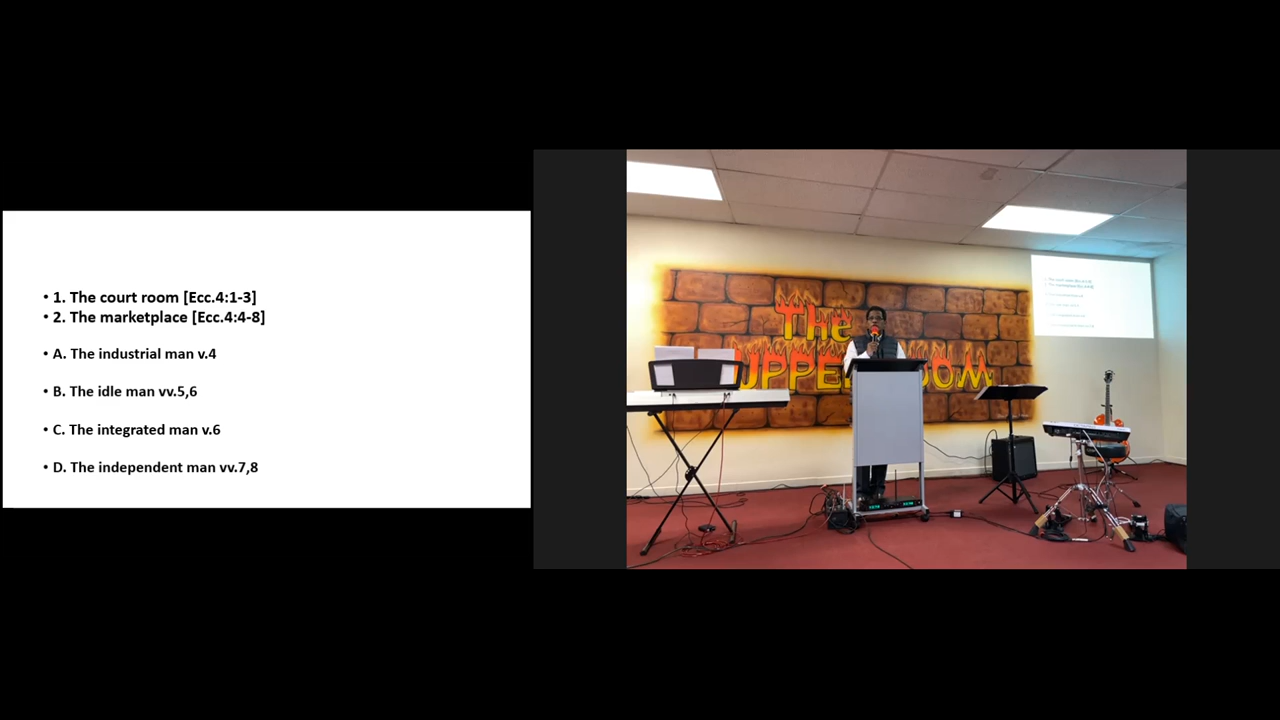 • 1. The court room [Ecc.4:1-3]
• 2. The marketplace [Ecc.4:4-8]
• A. The industrial man v.4
• B. The idle man vv.5,6
• C. The integrated man v.6
• D. The independent man vv.7,8
The
UPPER ROOM